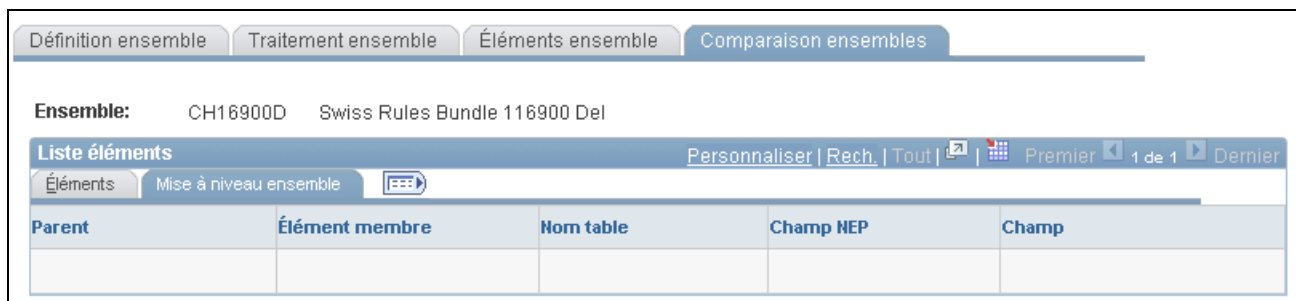 Définition ensemble Traitement ensemble Éléments ensemble Comparaison ensembles
Ensemble: CH16900D Swiss Rules Bundle 116900 Del
Liste éléments Personnaliser | Rech. | Tout | | Premier 1 de 1 Dernier
Éléments Mise à niveau ensemble
Parent Élément membre Nom table Champ NEP Champ